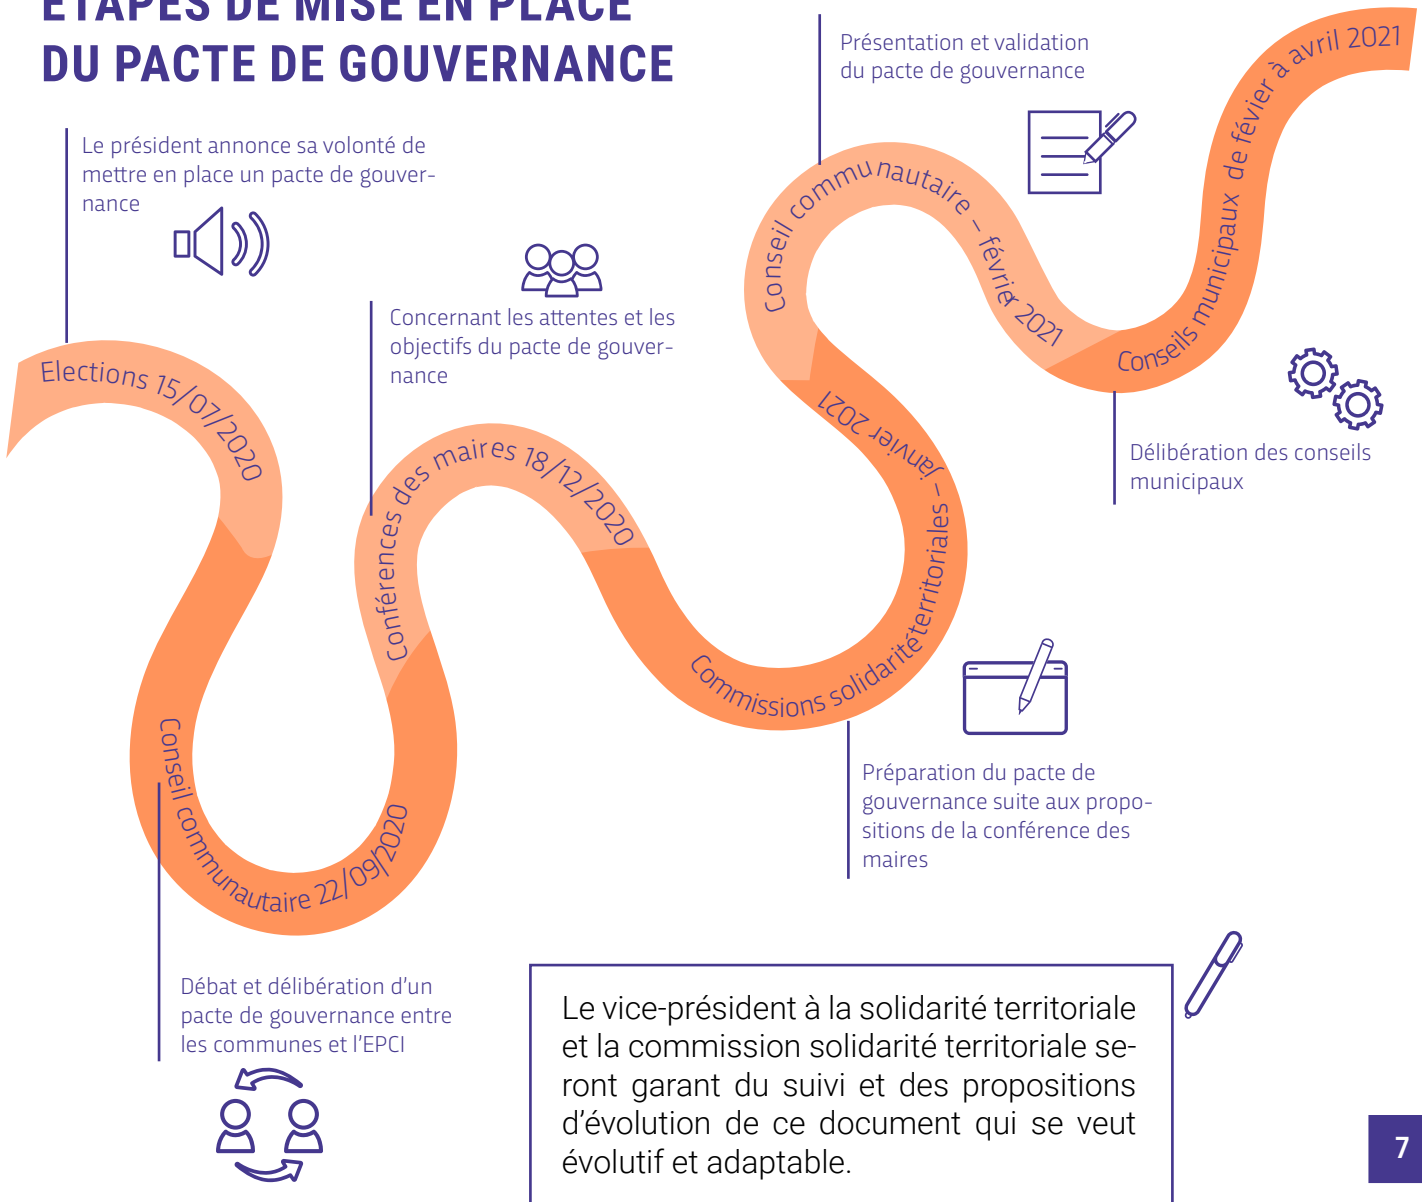 ETAPES DE MISE EN PLACE
DU PACTE DE GOUVERNANCE
Le président annonce sa volonté de
mettre en place un pacte de gouver-
nance
Elections 15/07/2020
Conseil communautaire 22/09/2020
Débat et délibération d'un
pacte de gouvernance entre
les communes et l'EPCI
Concernant les attentes et les
objectifs du pacte de gouver-
nance
Conférences des maires 18/12/2020
Commissions solidarité territoriales – janvier 2021
Préparation du pacte de
gouvernance suite aux propo-
sitions de la conférence des
maires
Présentation et validation
du pacte de gouvernance
Conseil communautaire – février 2021
Conseils municipaux de févier à avril 2021
Délibération des conseils
municipaux
Le vice-président à la solidarité territoriale
et la commission solidarité territoriale se-
ront garant du suivi et des propositions
d'évolution de ce document qui se veut
évolutif et adaptable.
7